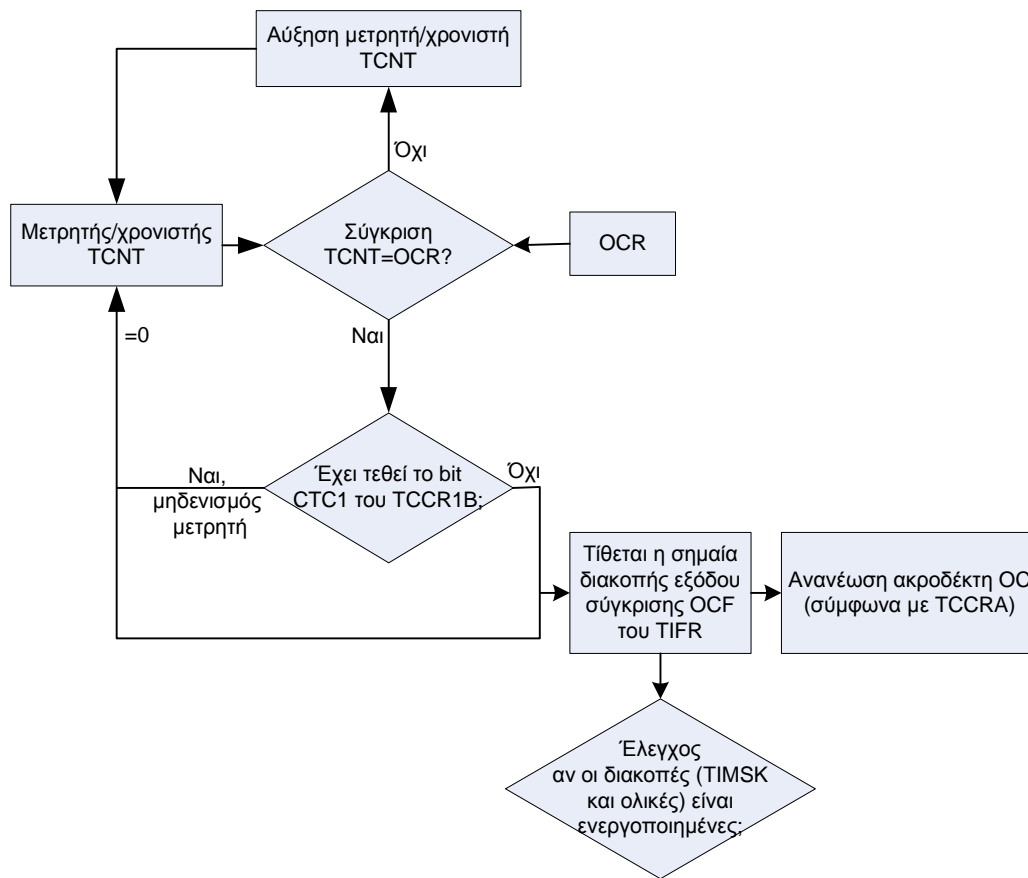 Αύξηση μετρητή/χρονιστή
TCNT
Όχι
Μετρητής/χρονιστής
TCNT
Σύγκριση
TCNT=OCR?
OCR
=0
Ναι
Ναι,
μηδενισμός
μετρητή
Έχει τεθεί το bit
CTC1 του TCCR1B;
Όχι
Τίθεται η σημαία
διακοπής εξόδου
σύγκρισης OCF
του TIFR
Ανανέωση ακροδέκτη OC
(σύμφωνα με TCCRA)
Έλεγχος
αν οι διακοπές (TIMSK
και ολικές) είναι
ενεργοποιημένες;